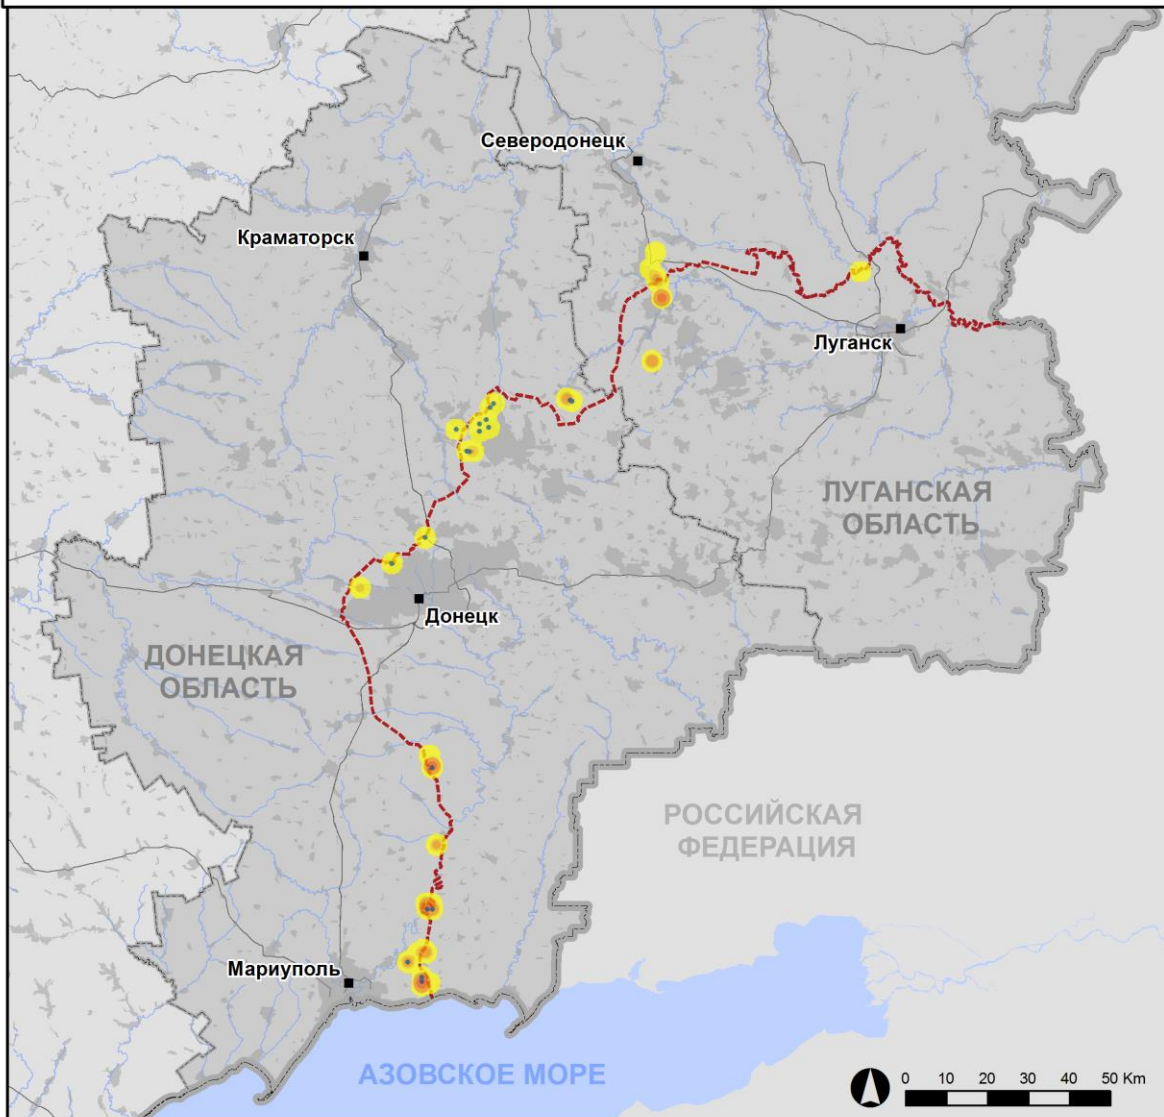 Северодонецк
Краматорск
Луганск
ЛУГАНСКАЯ
ОБЛАСТЬ
Донецк
ДОНЕЦКАЯ
ОБЛАСТЬ
РОССИЙСКАЯ
ФЕДЕРАЦИЯ
Мариуполь
АЗОВСКОЕ МОРЕ
0 10 20 30 40 50 Km